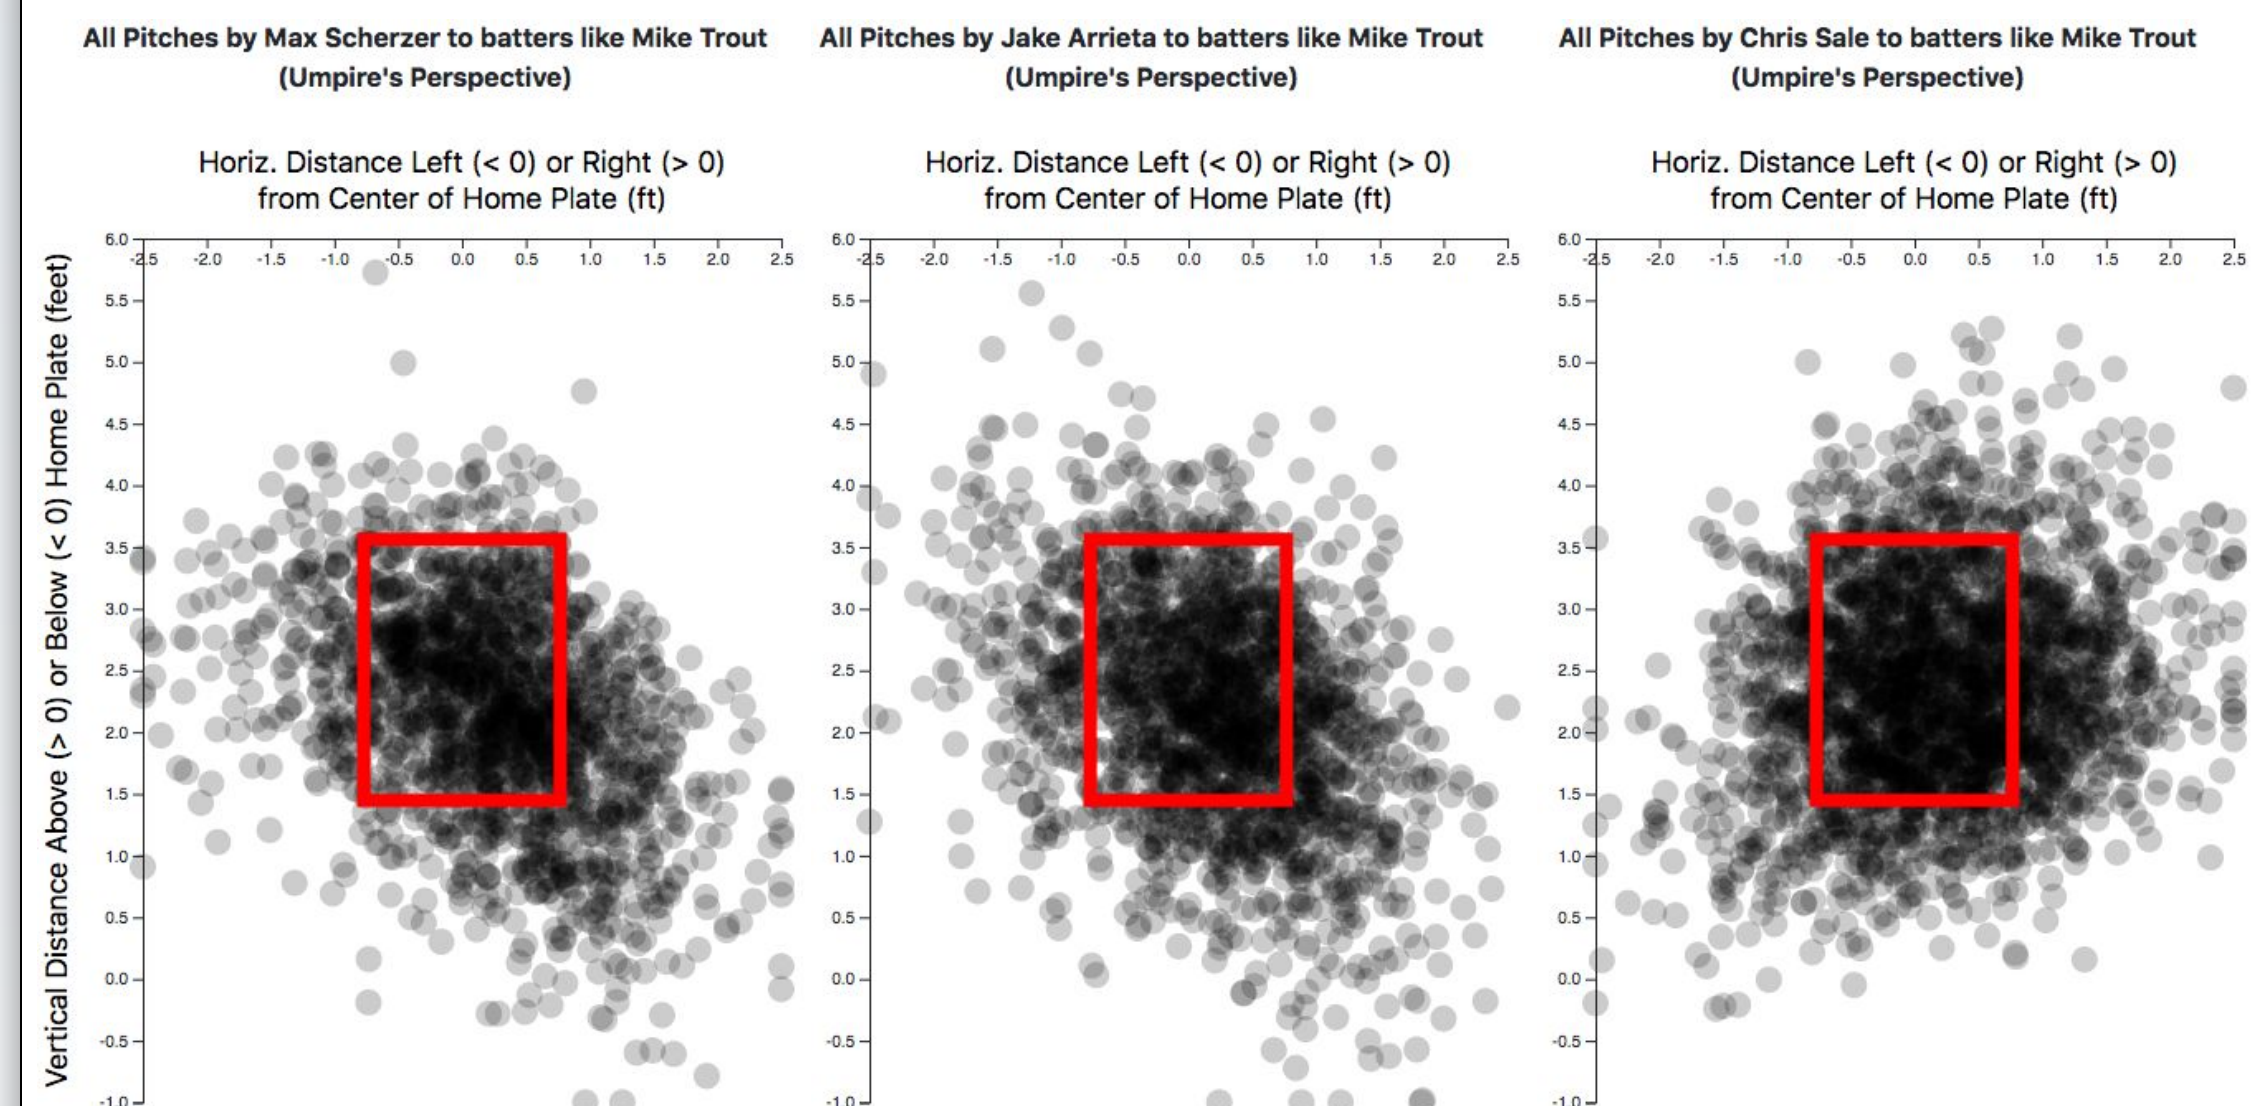 All Pitches by Max Scherzer to batters like Mike Trout
(Umpire's Perspective)
Horiz. Distance Left (< 0) or Right (> 0)
from Center of Home Plate (ft)
-2.5 -2.0 -1.5 -1.0 -0.5 0.0 0.5 1.0 1.5 2.0 2.5
Vertical Distance Above (> 0) or Below (< 0) Home Plate (feet)
6.0
5.5
5.0
4.5
4.0
3.5
3.0
2.5
2.0
1.5
1.0
0.5
0.0
-0.5
-1.0
All Pitches by Jake Arrieta to batters like Mike Trout
(Umpire's Perspective)
Horiz. Distance Left (< 0) or Right (> 0)
from Center of Home Plate (ft)
-2.5 -2.0 -1.5 -1.0 -0.5 0.0 0.5 1.0 1.5 2.0 2.5
6.0
5.5
5.0
4.5
4.0
3.5
3.0
2.5
2.0
1.5
1.0
0.5
0.0
-0.5
-1.0
All Pitches by Chris Sale to batters like Mike Trout
(Umpire's Perspective)
Horiz. Distance Left (< 0) or Right (> 0)
from Center of Home Plate (ft)
-2.5 -2.0 -1.5 -1.0 -0.5 0.0 0.5 1.0 1.5 2.0 2.5
6.0
5.5
5.0
4.5
4.0
3.5
3.0
2.5
2.0
1.5
1.0
0.5
0.0
-0.5
-1.0